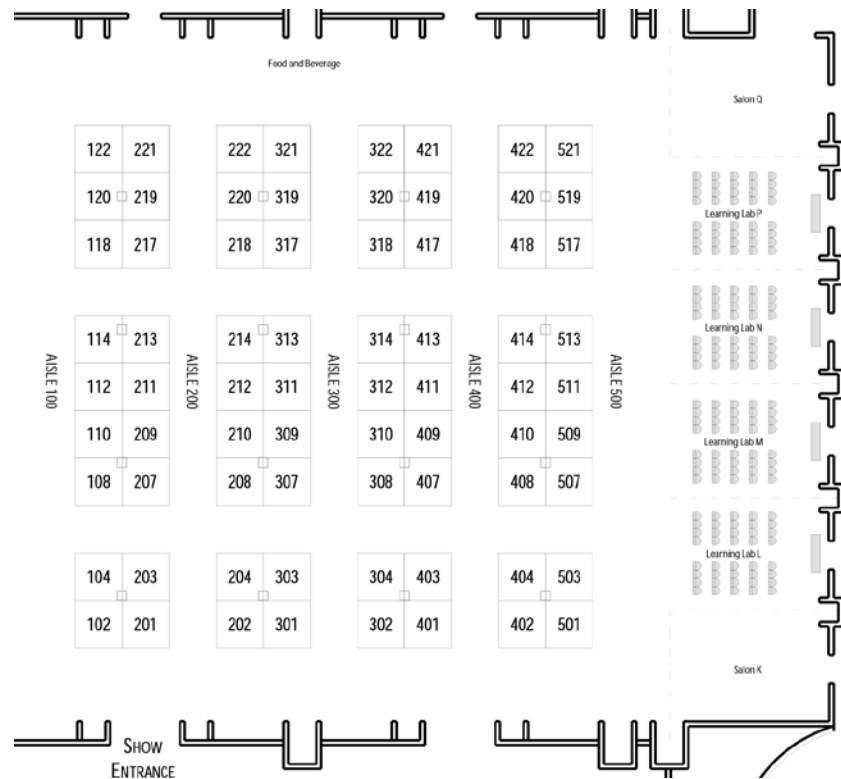 Food and Beverage
Salon Q
122 221 222 321 322 421 422 521
120 219 220 319 320 419 420 519
Learning Lab P
118 217 218 317 318 417 418 517
114 213 214 313 314 413 414 513
Learning Lab N
AISLE 100
AISLE 200
AISLE 300
AISLE 400
AISLE 500
112 211 212 311 312 411 412 511
110 209 210 309 310 409 410 509
Learning Lab M
108 207 208 307 308 407 408 507
Learning Lab L
104 203 204 303 304 403 404 503
102 201 202 301 302 401 402 501
Salon K
SHOW
ENTRANCE